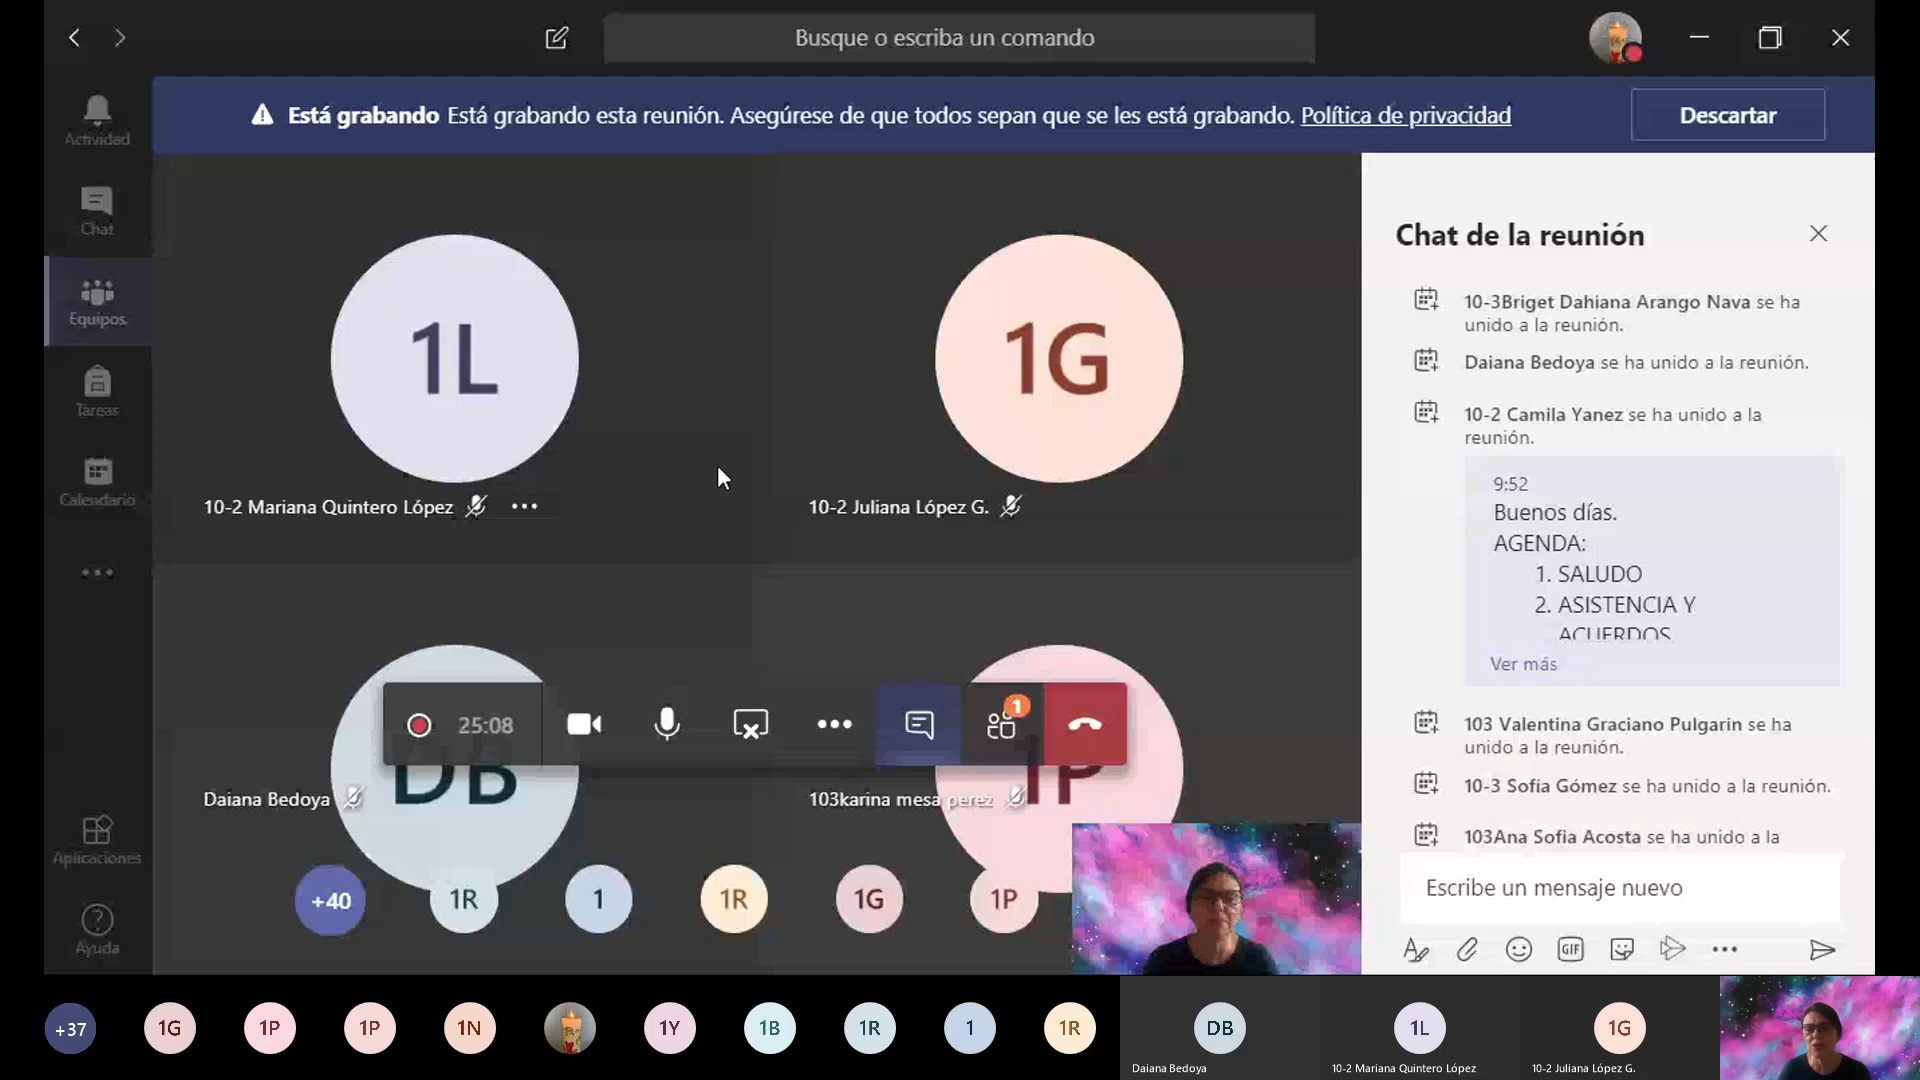 Busque o escriba un comando
Está grabando Está grabando esta reunión. Asegúrese de que todos sepan que se les está grabando. Política de privacidad
Descartar
Actividad
Chat
Equipos
Tareas
Calendario
Aplicaciones
Ayuda
1L
10-2 Mariana Quintero López
1G
10-2 Juliana López G.
25:08
1
DB
Daiana Bedoya
1P
103karina mesa perez
+40
1R
1
1R
1G
1P
Chat de la reunión
10-3Briget Dahiana Arango Nava se ha
unido a la reunión.
Daiana Bedoya se ha unido a la reunión.
10-2 Camila Yanez se ha unido a la
reunión.
9:52
Buenos días.
AGENDA:
1. SALUDO
2. ASISTENCIA Y
ACUERDOS
Ver más
103 Valentina Graciano Pulgarin se ha
unido a la reunión.
10-3 Sofía Gómez se ha unido a la reunión.
103Ana Sofia Acosta se ha unido a la
Escribe un mensaje nuevo
GIF
+37
1G
1P
1P
1N
1Y
1B
1R
1
1R
DB
Daiana Bedoya
1L
10-2 Mariana Quintero López
1G
10-2 Juliana López G.